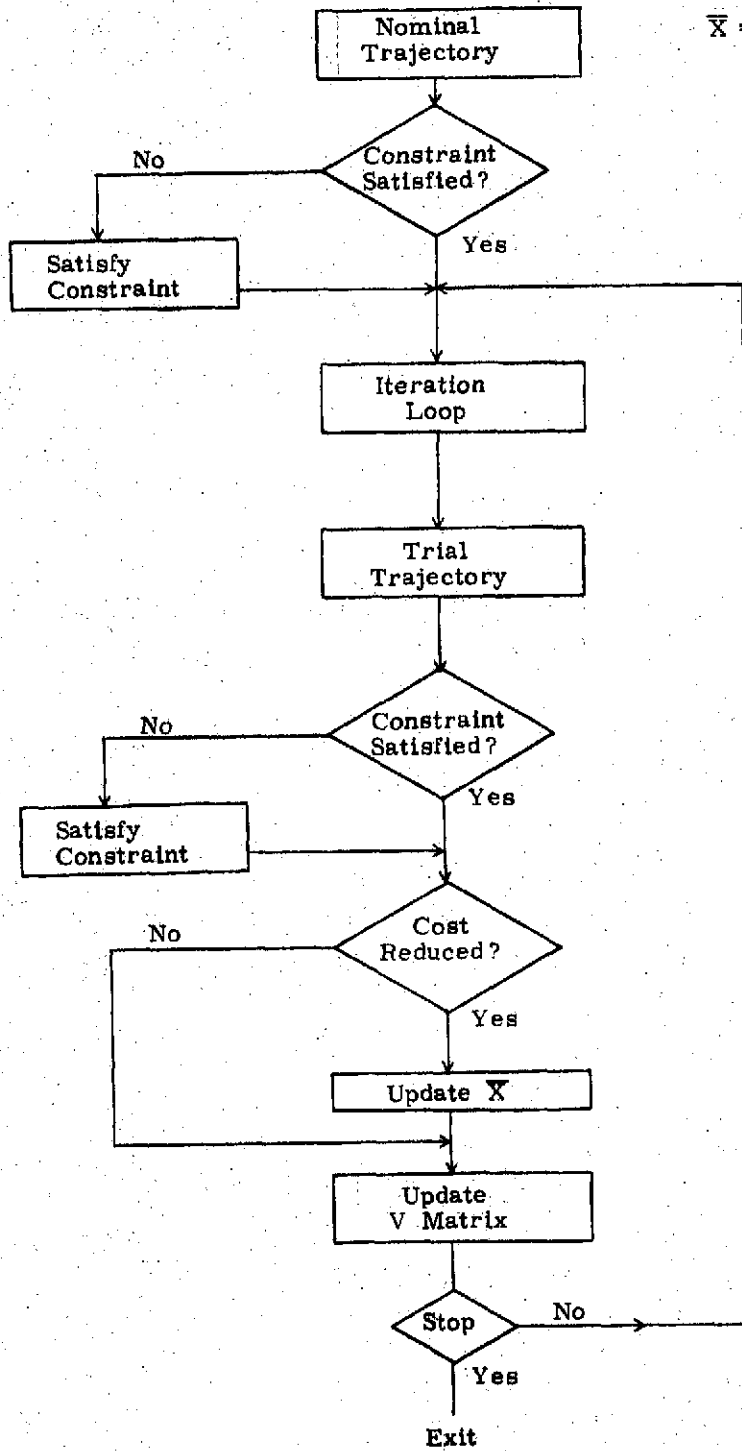 Nominal
Trajectory
X̅ =
Constraint
Satisfied?
No
Yes
Satisfy
Constraint
Iteration
Loop
Trial
Trajectory
Constraint
Satisfied?
No
Yes
Satisfy
Constraint
Cost
Reduced?
No
Yes
Update X̅
Update
V Matrix
Stop
No
Yes
Exit